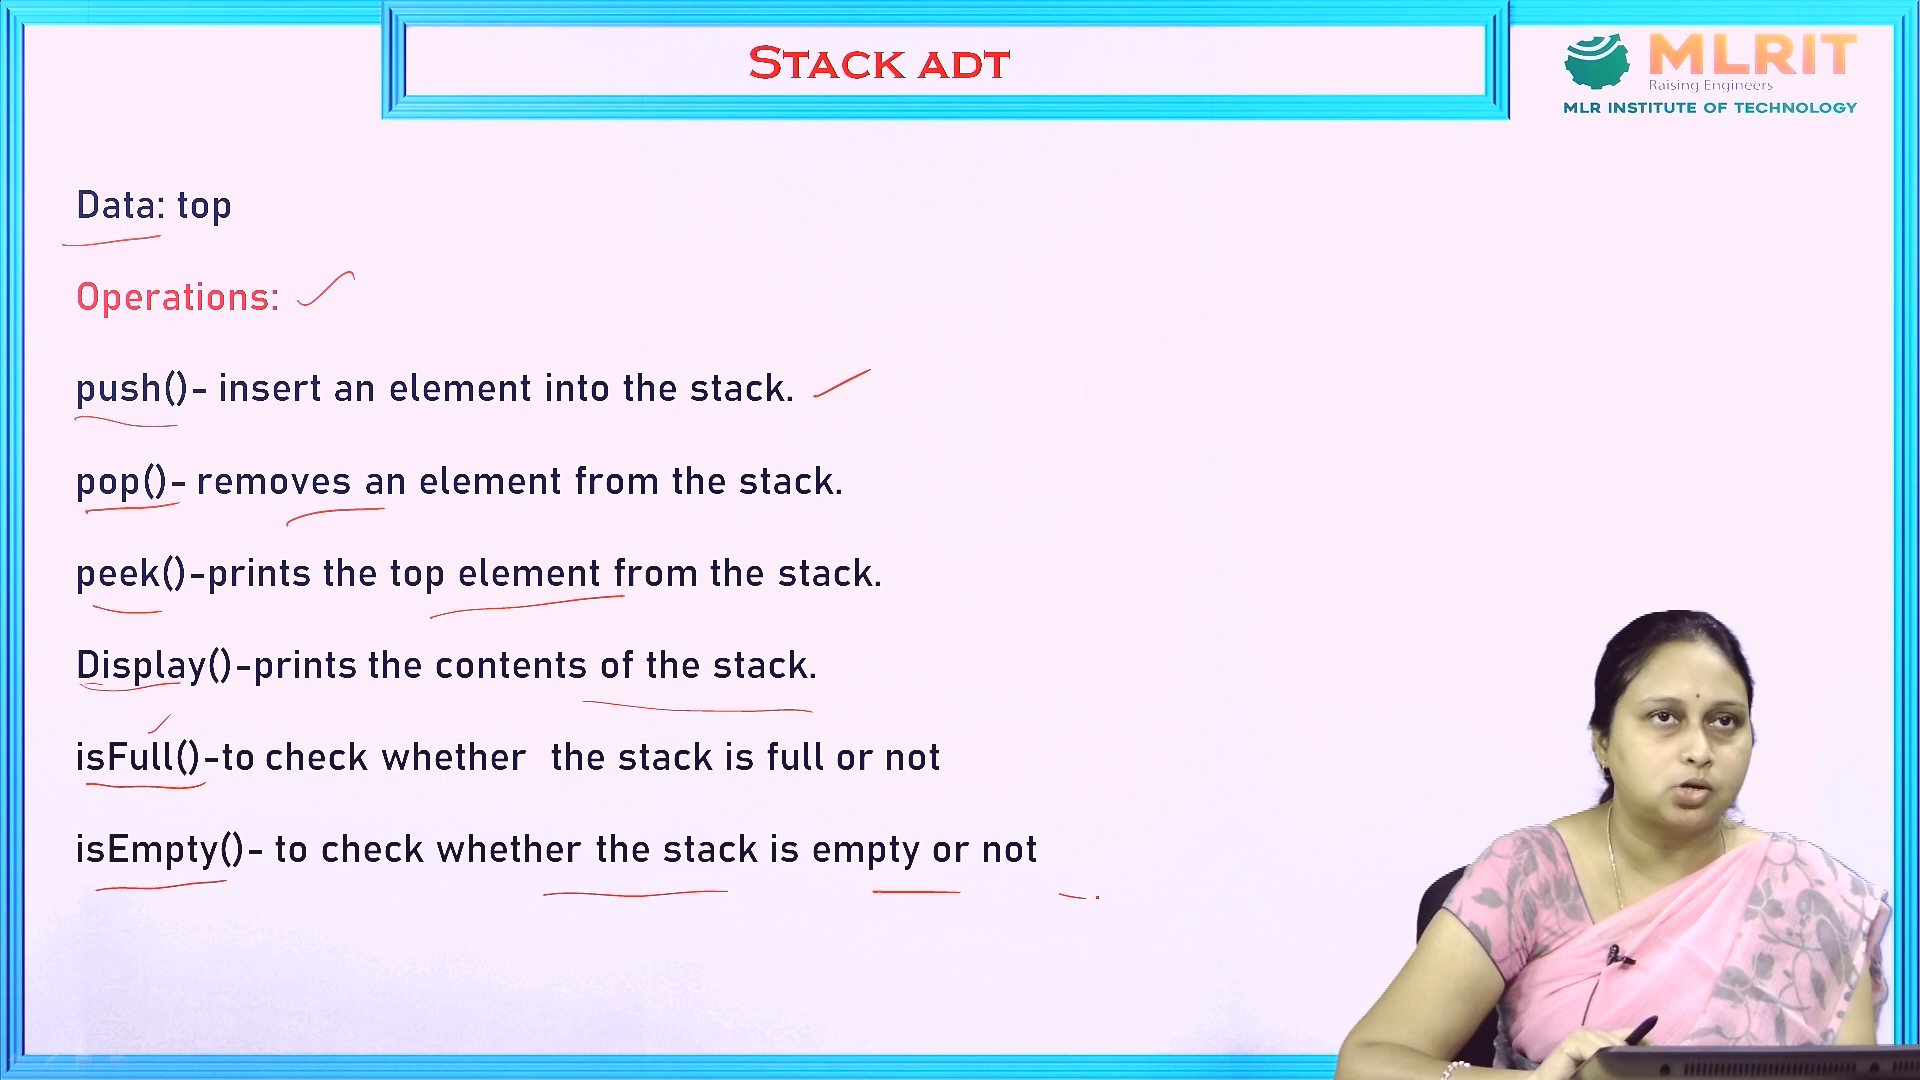 STACK ADT
MLRIT
Raising Engineers
MLR INSTITUTE OF TECHNOLOGY
Data: top
Operations:
push()- insert an element into the stack.
pop()- removes an element from the stack.
peek()-prints the top element from the stack.
Display()-prints the contents of the stack.
isFull()-to check whether  the stack is full or not
isEmpty()- to check whether the stack is empty or not